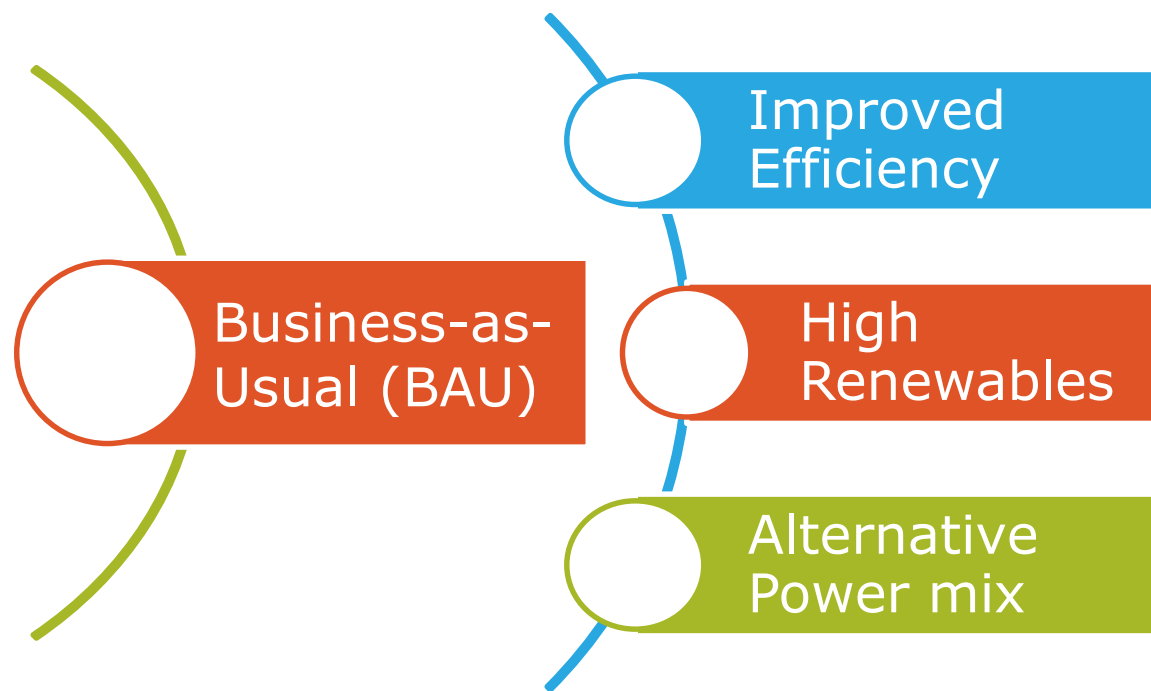 Business-as-
Usual (BAU)
Improved
Efficiency
High
Renewables
Alternative
Power mix